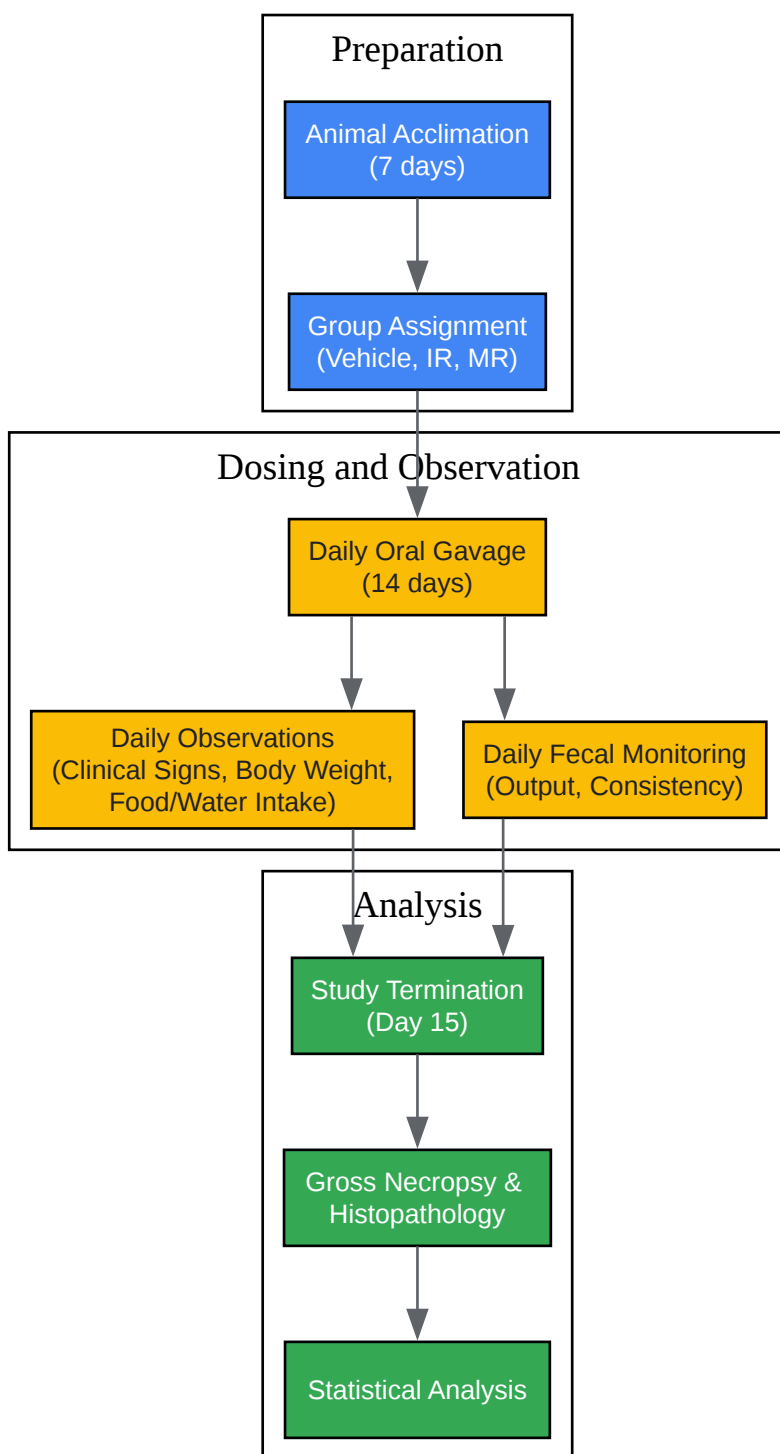 Preparation
Animal Acclimation
(7 days)
Group Assignment
(Vehicle, IR, MR)
Dosing and Observation
Daily Oral Gavage
(14 days)
Daily Observations
(Clinical Signs, Body Weight,
Food/Water Intake)
Daily Fecal Monitoring
(Output, Consistency)
Analysis
Study Termination
(Day 15)
Gross Necropsy &
Histopathology
Statistical Analysis